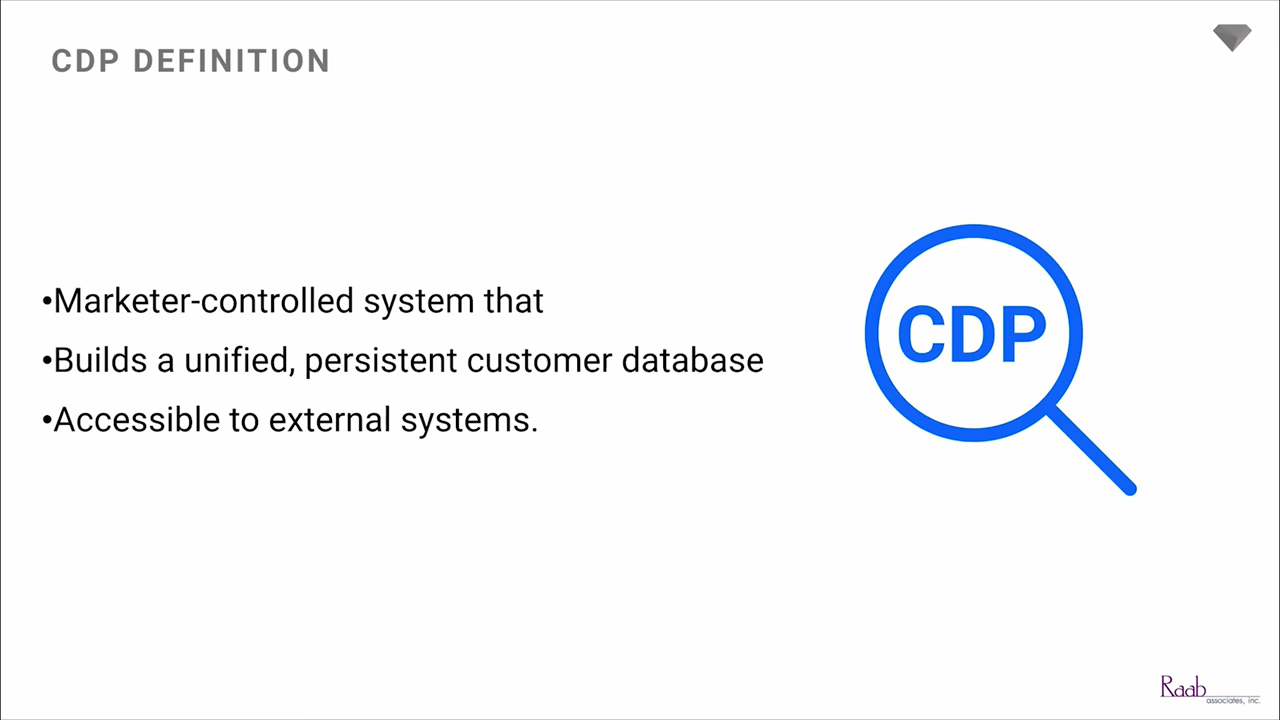 CDP DEFINITION
•Marketer-controlled system that
•Builds a unified, persistent customer database
•Accessible to external systems.
CDP
Raab
associates, inc.